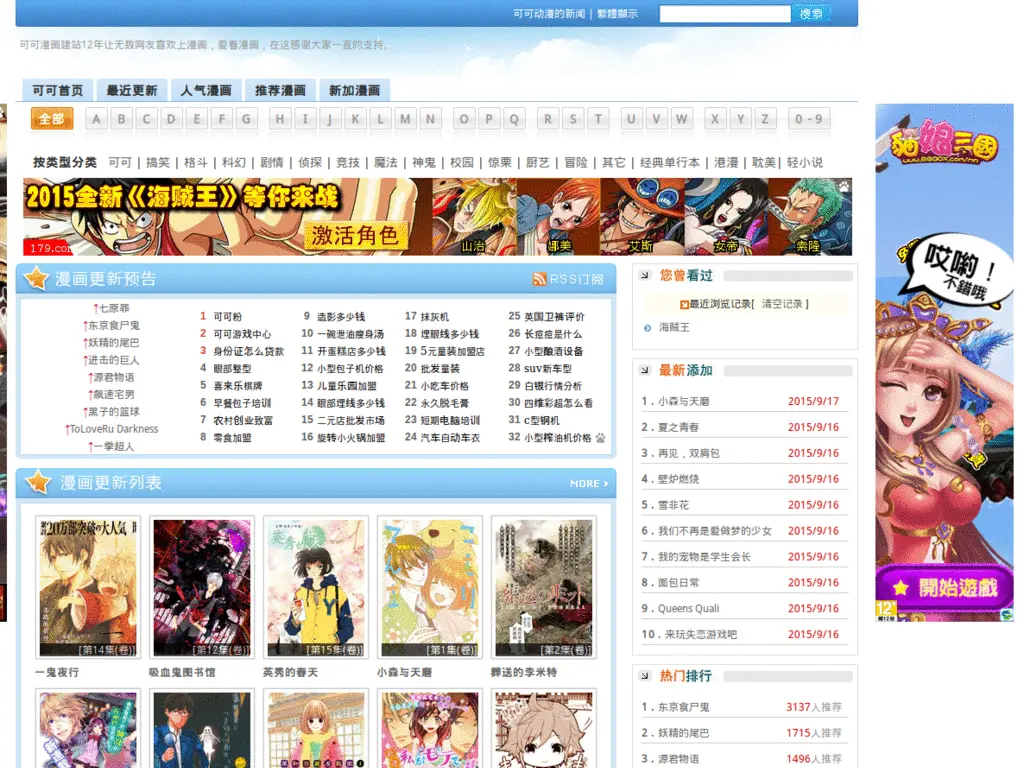 可可动漫的新闻 | 繁體顯示
搜索
可可漫画建站12年让无数网友喜欢上漫画，爱看漫画，在这感谢大家一直的支持。
可可首页 最近更新 人气漫画 推荐漫画 新加漫画
全部 A B C D E F G H I J K L M N O P Q R S T U V W X Y Z 0-9
按类型分类 可可 | 搞笑 | 格斗 | 科幻 | 剧情 | 侦探 | 竞技 | 魔法 | 神鬼 | 校园 | 惊栗 | 厨艺 | 冒险 | 其它 | 经典单行本 | 港漫 | 耽美| 轻小说
2015全新《海贼王》等你来战
激活角色
179.com
山治 娜美 艾斯 女帝 索隆
漫画更新预告
RSS订阅
↑七原罪
↑东京食尸鬼
↑妖精的尾巴
↑进击的巨人
↑源君物语
↑飙速宅男
↑黑子的篮球
↑ToLoveRu Darkness
↑一拳超人
1 可可粉 9 选影多少钱 17 抹灰机 25 英国卫裤评价
2 可可游戏中心 10 一碗泄油瘦身汤 18 埋眼线多少钱 26 长痘痘是什么
3 身份证怎么贷款 11 开蛋糕店多少钱 19 5元童装加盟店 27 小型酿酒设备
4 眼部整型 12 小型包子机价格 20 批发童装 28 suv新车型
5 喜来乐棋牌 13 儿童乐园加盟 21 小吃车价格 29 白银行情分析
6 早餐包子培训 14 眼部埋线多少钱 22 永久脱毛膏 30 四维彩超怎么看
7 农村创业致富 15 二元店批发市场 23 短期电脑培训 31 c型钢机
8 零食加盟 16 旋转小火锅加盟 24 汽车自动车衣 32 小型榨油机价格
漫画更新列表
MORE ›
累计20万部突破の大人気
[第14集(卷)] [第12集(卷)] [第15集(卷)] [第1集(卷)] [第2集(卷)]
一鬼夜行 吸血鬼图书馆 英秀的春天 小森与天磨 葬送的李米特
您曾看过
最近浏览记录[ 清空记录 ]
海贼王
最新添加
1．小森与天磨 2015/9/17
2．夏之青春 2015/9/16
3．再见，双肩包 2015/9/16
4．壁炉燃烧 2015/9/16
5．雪非花 2015/9/16
6．我们不再是爱做梦的少女 2015/9/16
7．我的宠物是学生会长 2015/9/16
8．面包日常 2015/9/16
9．Queens Quali 2015/9/16
10．来玩失恋游戏吧 2015/9/16
热门排行
1．东京食尸鬼 3137人推荐
2．妖精的尾巴 1715人推荐
3．源君物语 1496人推荐
貓娘三國
哎喲！
不錯哦
開始遊戲
12+